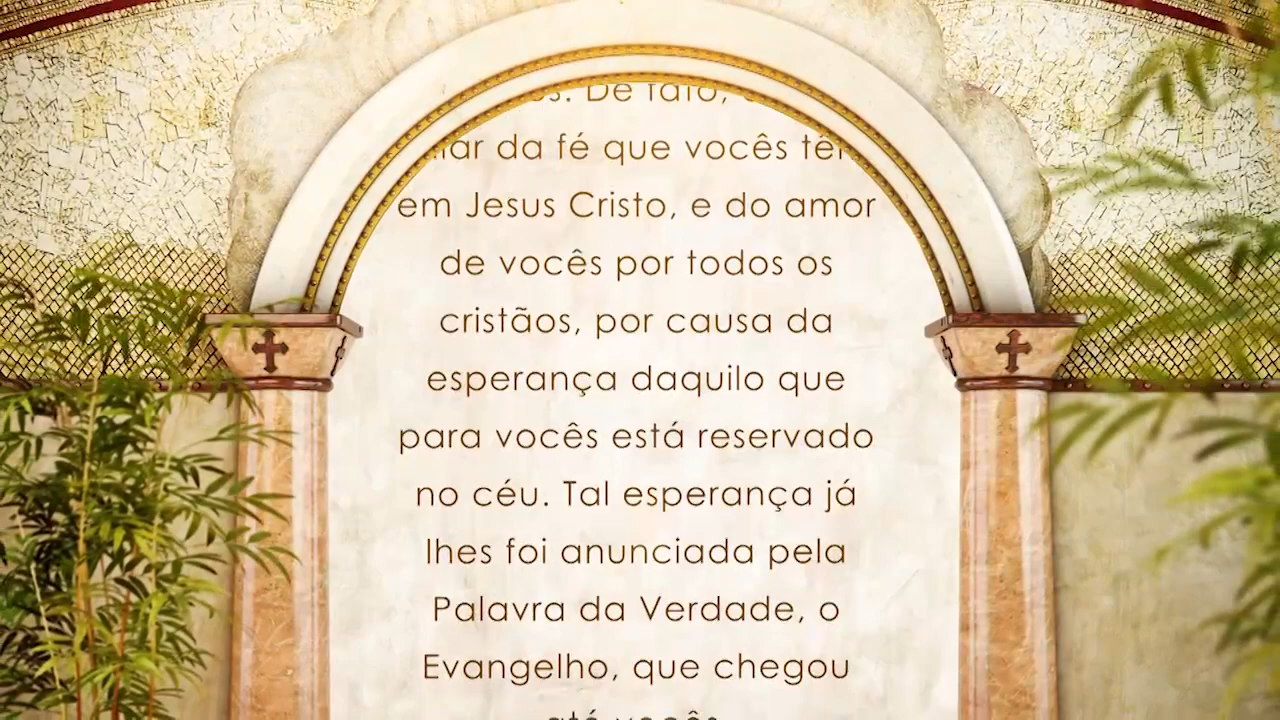 De fato,
da fé que vocês têm
em Jesus Cristo, e do amor
de vocês por todos os
cristãos, por causa da
esperança daquilo que
para vocês está reservado
no céu. Tal esperança já
lhes foi anunciada pela
Palavra da Verdade, o
Evangelho, que chegou
até vocês